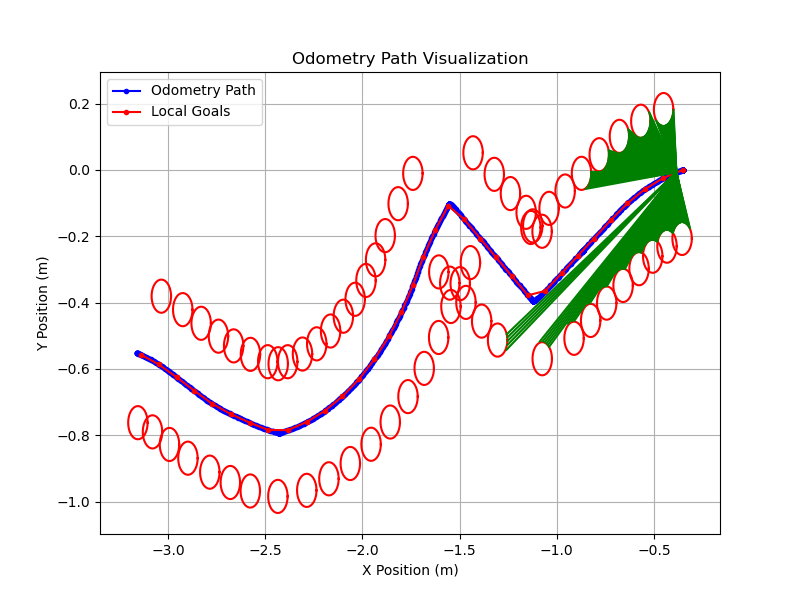 Odometry Path Visualization
Odometry Path
Local Goals
Y Position (m)
0.2
0.0
−0.2
−0.4
−0.6
−0.8
−1.0
−3.0 −2.5 −2.0 −1.5 −1.0 −0.5
X Position (m)